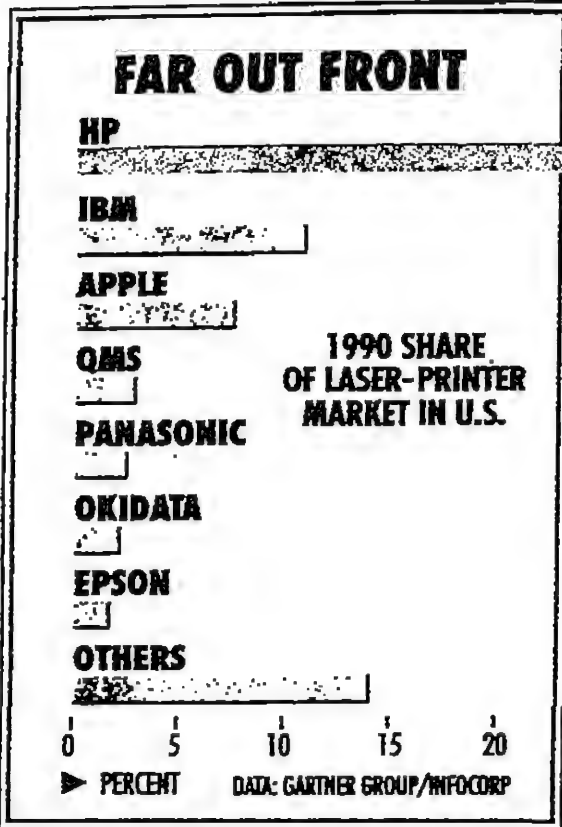 FAR OUT FRONT
HP
IBM
APPLE
QMS
1990 SHARE
OF LASER-PRINTER
MARKET IN U.S.
PANASONIC
OKIDATA
EPSON
OTHERS
0 5 10 15 20
PERCENT DATA: GARTNER GROUP/INFOCORP